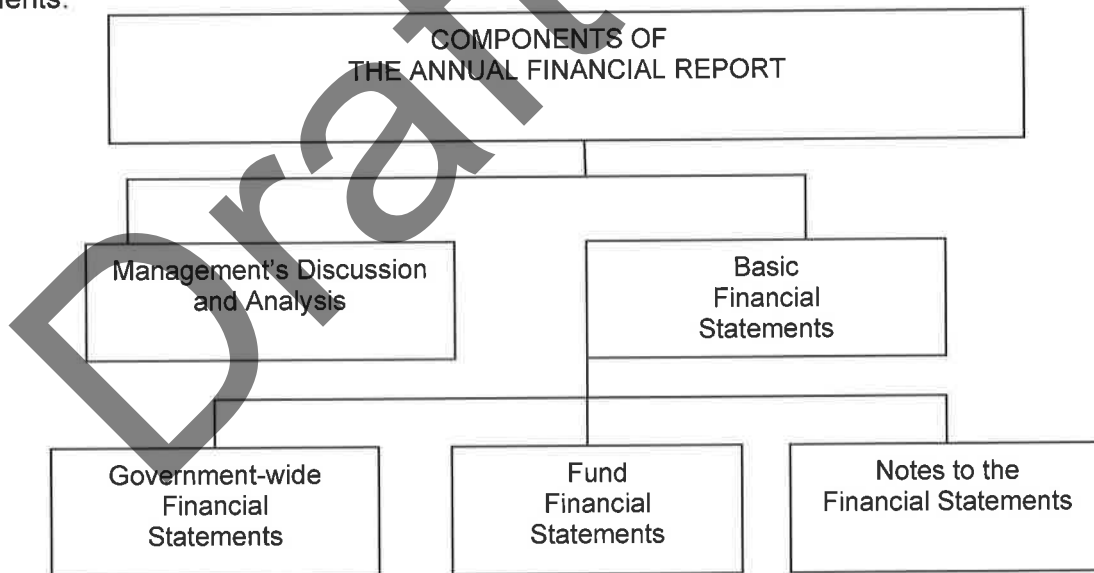 COMPONENTS OF
THE ANNUAL FINANCIAL REPORT
Management's Discussion
and Analysis
Basic
Financial
Statements
Government-wide
Financial
Statements
Fund
Financial
Statements
Notes to the
Financial Statements
Draft